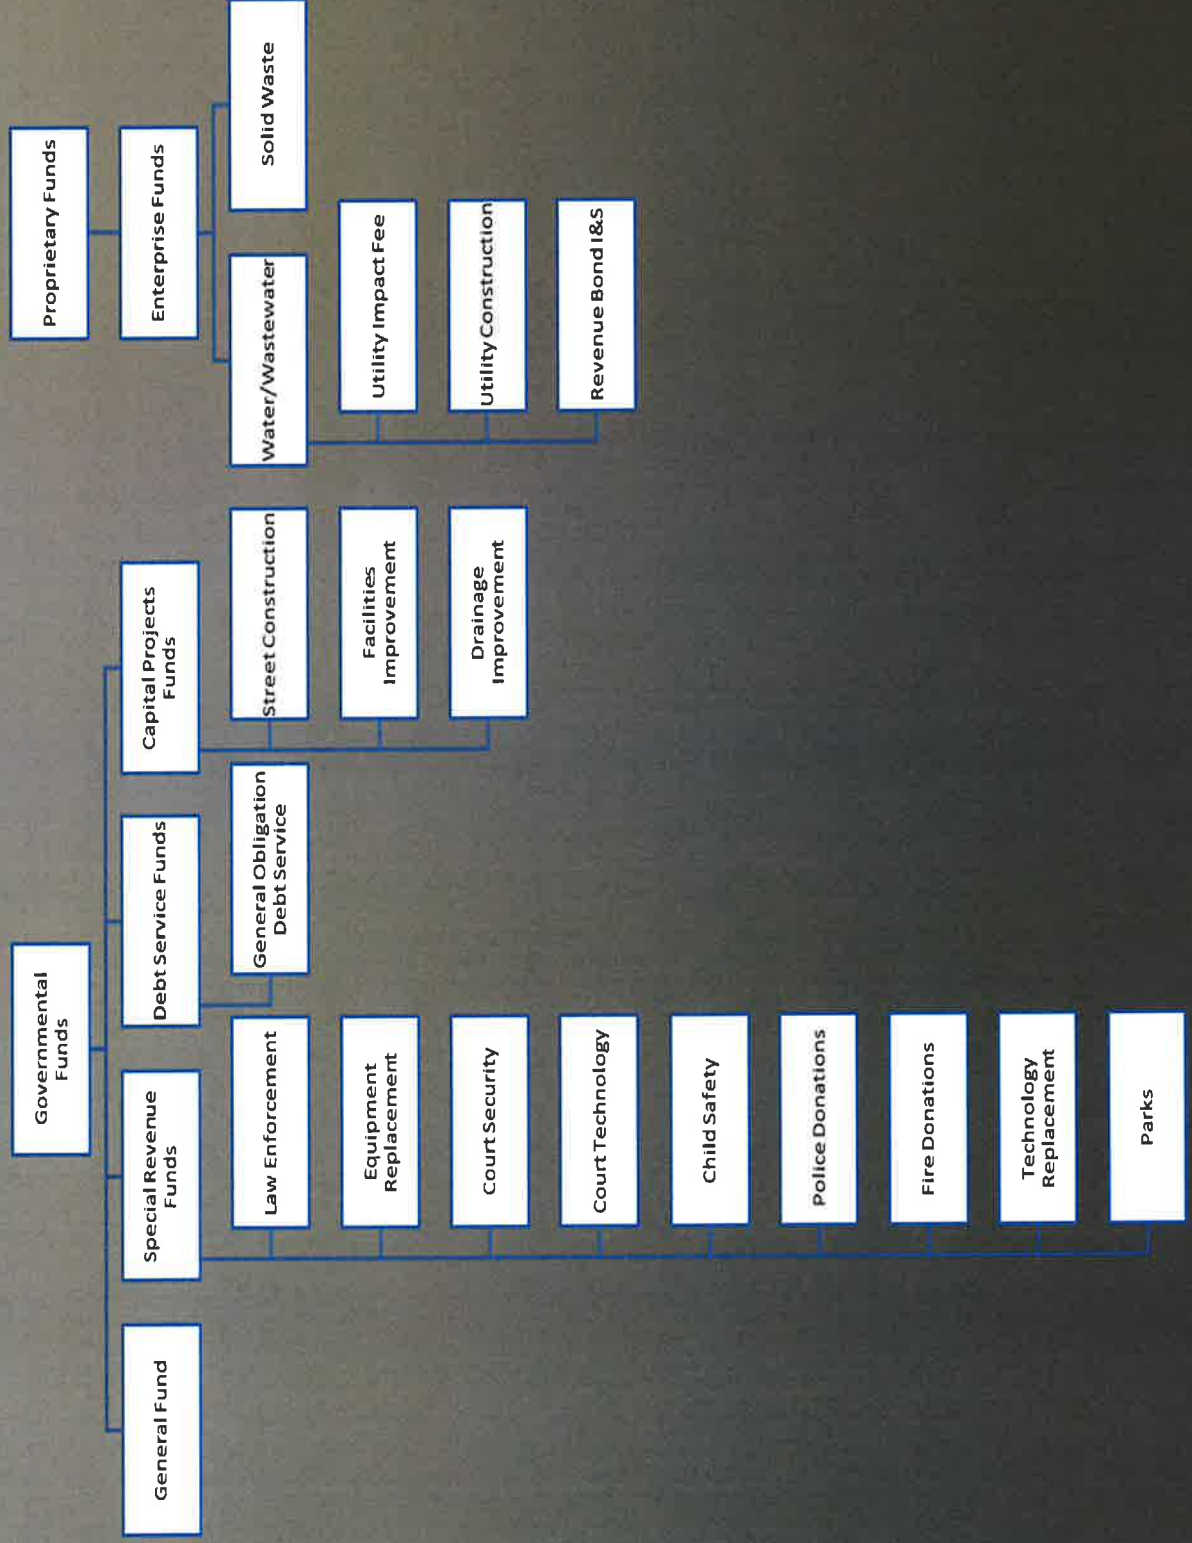 Governmental
Funds
General Fund
Special Revenue
Funds
Law Enforcement
Equipment
Replacement
Court Security
Court Technology
Child Safety
Police Donations
Fire Donations
Technology
Replacement
Parks
Debt Service Funds
General Obligation
Debt Service
Capital Projects
Funds
Street Construction
Facilities
Improvement
Drainage
Improvement
Proprietary Funds
Enterprise Funds
Water/Wastewater
Utility Impact Fee
Utility Construction
Revenue Bond I&S
Solid Waste